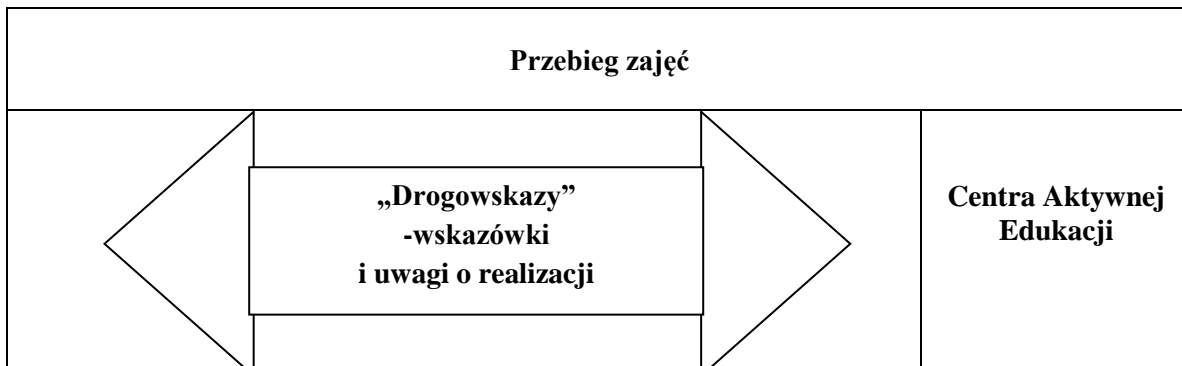 Przebieg zajęć
„Drogowskazy”
-wskazówki
i uwagi o realizacji
Centra Aktywnej
Edukacji